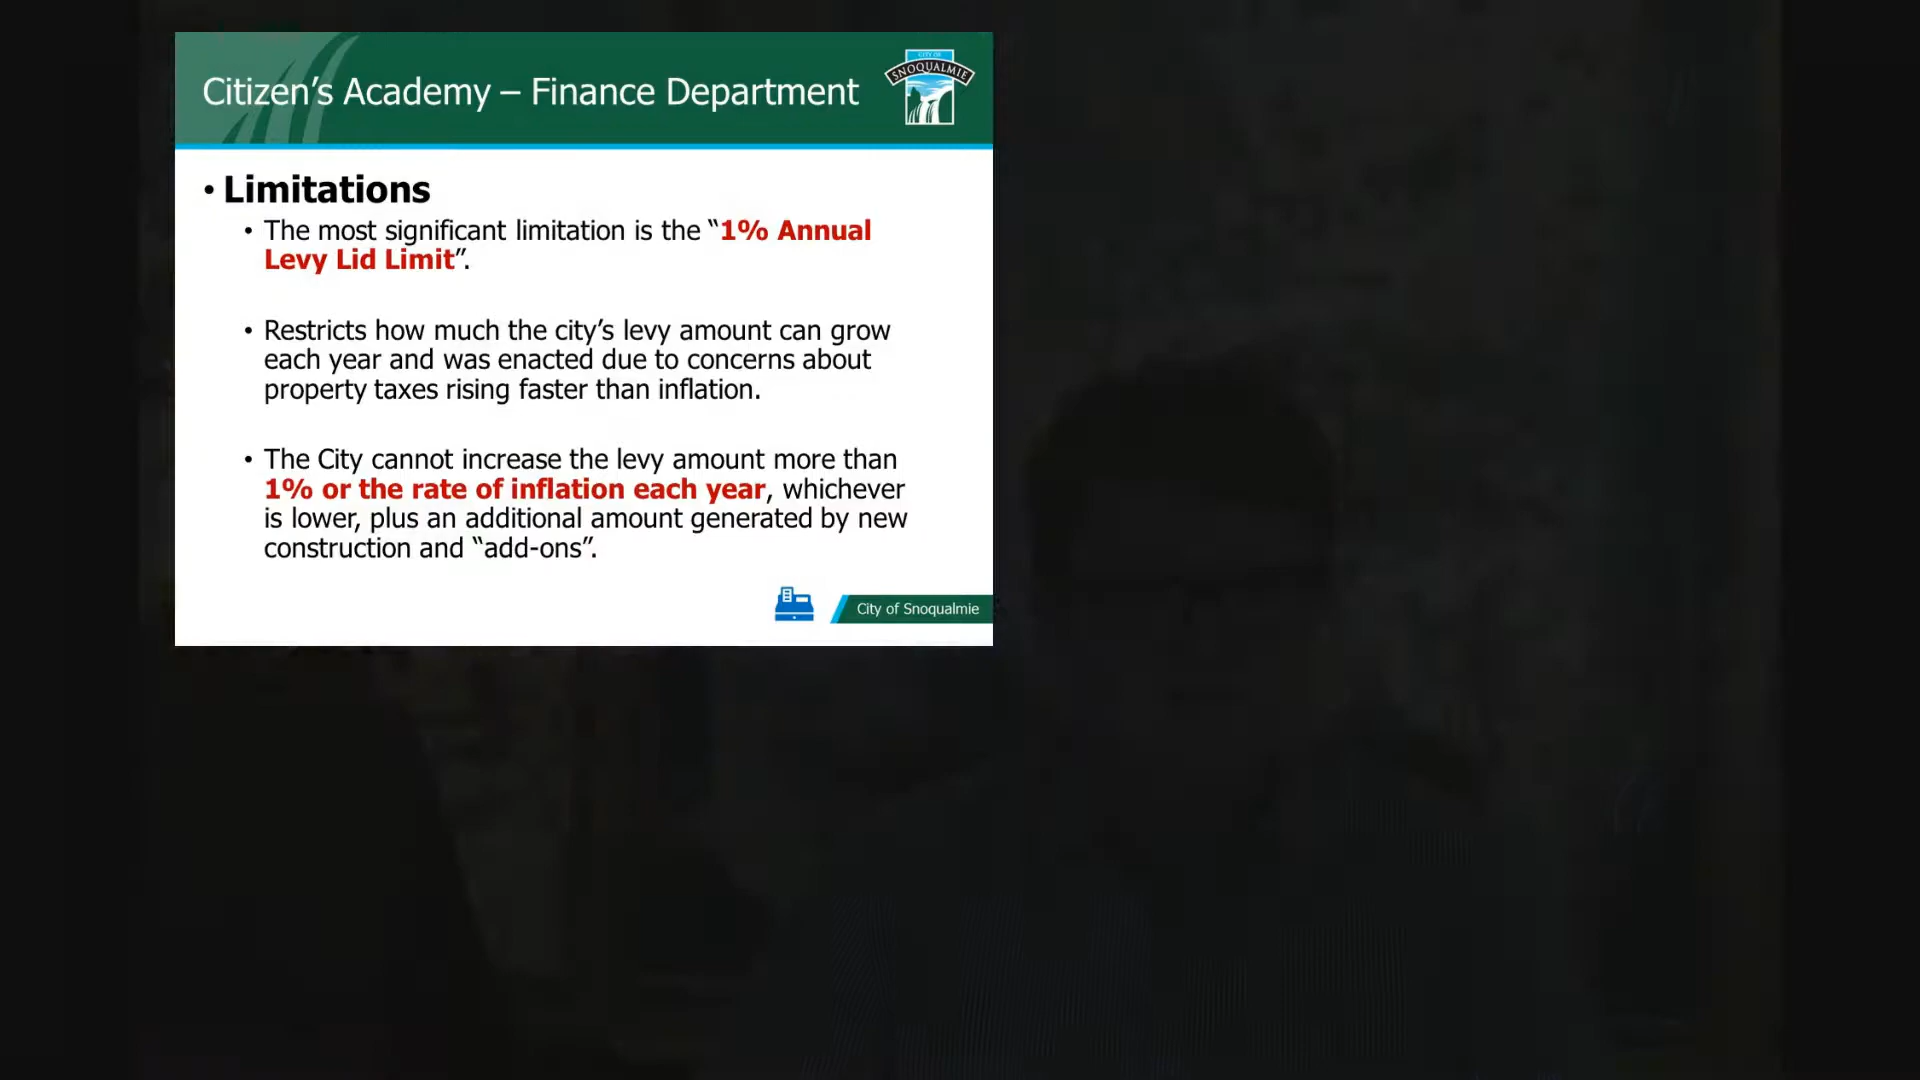 Citizen’s Academy – Finance Department
CITY OF
SNOQUALMIE
• Limitations
• The most significant limitation is the “1% Annual
Levy Lid Limit”.
• Restricts how much the city’s levy amount can grow
each year and was enacted due to concerns about
property taxes rising faster than inflation.
• The City cannot increase the levy amount more than
1% or the rate of inflation each year, whichever
is lower, plus an additional amount generated by new
construction and “add-ons”.
City of Snoqualmie